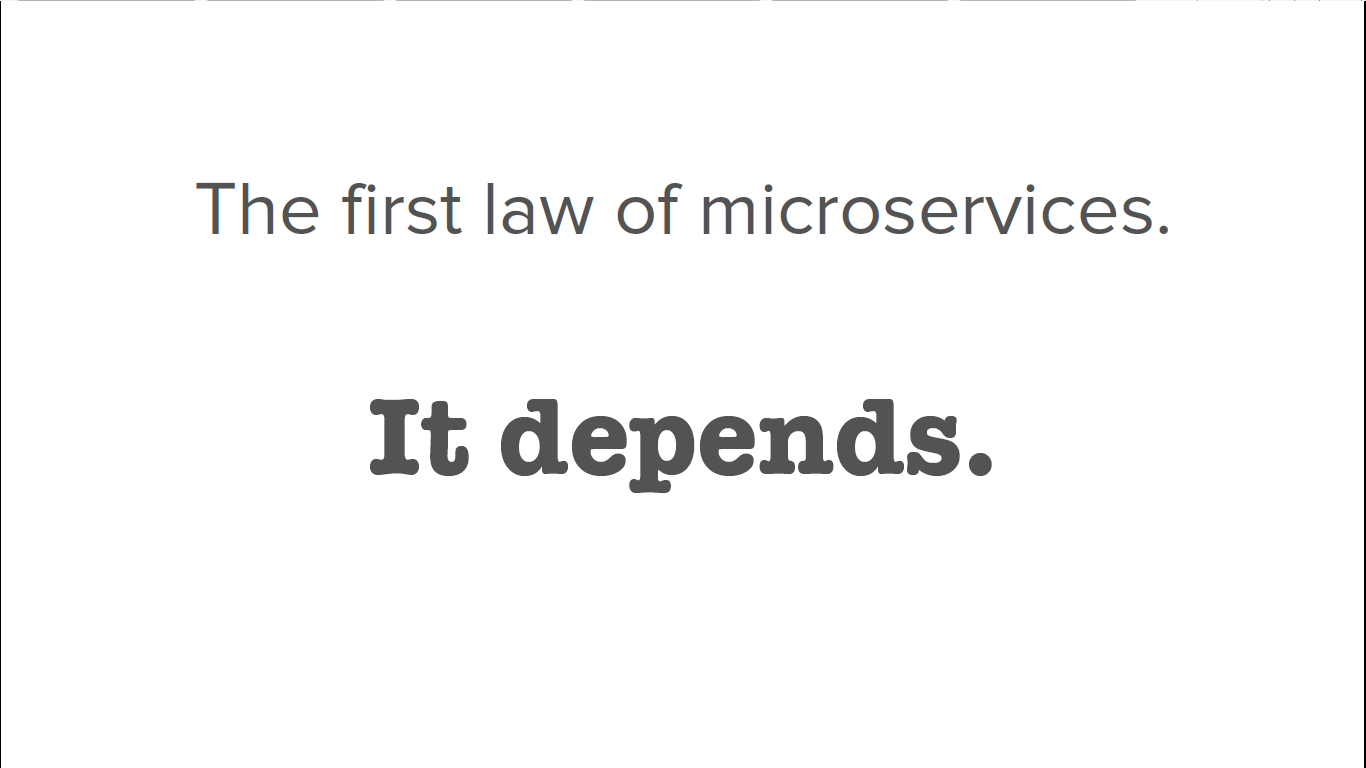 The first law of microservices.
It depends.